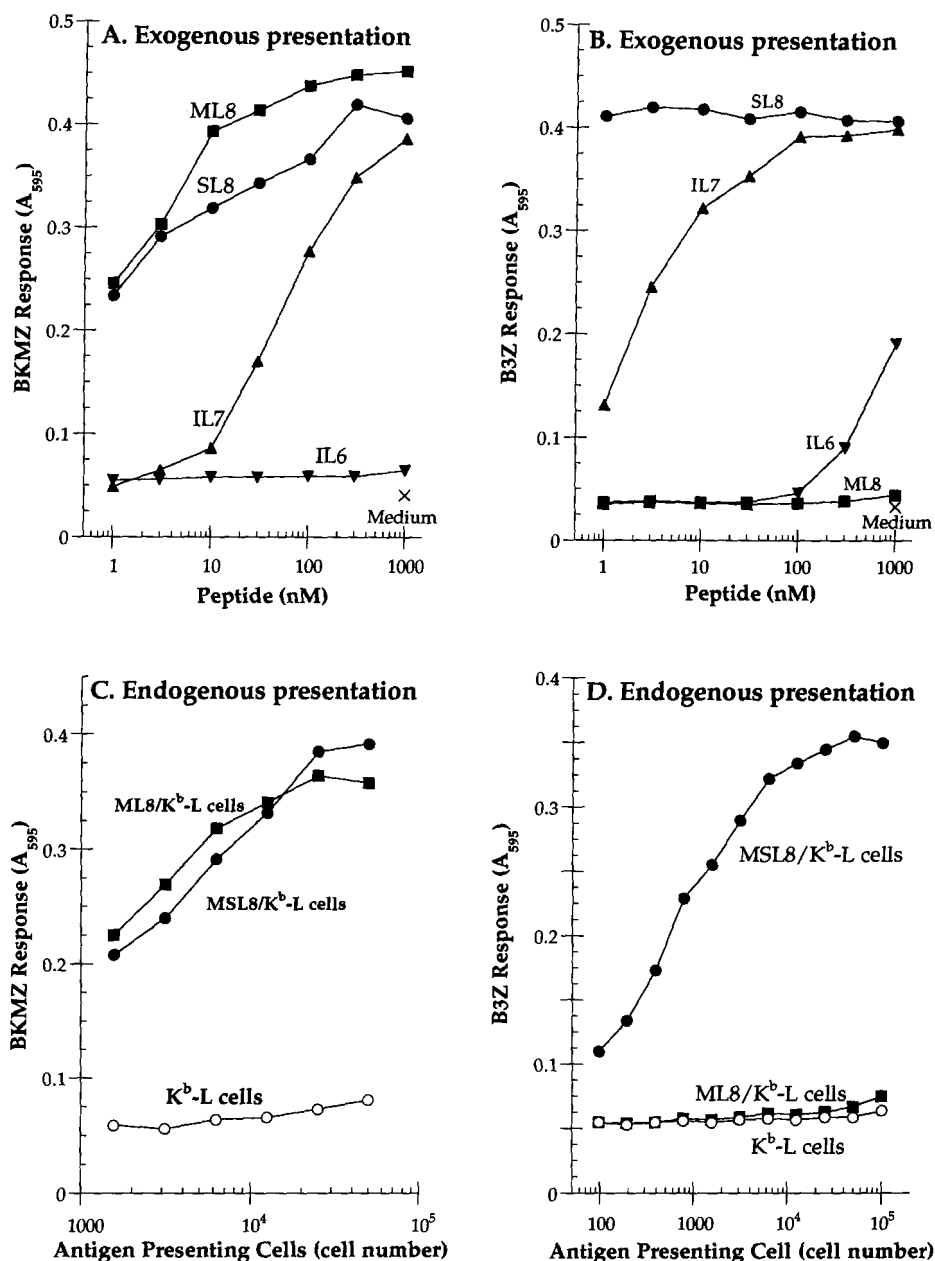 A. Exogenous presentation
0.5
0.4
0.3
0.2
0.1
0
BKMZ Response (A595)
ML8
SL8
IL7
IL6
Medium
1 10 100 1000
Peptide (nM)
B. Exogenous presentation
0.5
0.4
0.3
0.2
0.1
0
B3Z Response (A595)
SL8
IL7
IL6
ML8
Medium
1 10 100 1000
Peptide (nM)
C. Endogenous presentation
0.4
0.3
0.2
0.1
0
BKMZ Response (A595)
ML8/Kb-L cells
MSL8/Kb-L cells
Kb-L cells
1000 10^4 10^5
Antigen Presenting Cells (cell number)
D. Endogenous presentation
0.4
0.3
0.2
0.1
0
B3Z Response (A595)
MSL8/Kb-L cells
ML8/Kb-L cells
Kb-L cells
100 1000 10^4 10^5
Antigen Presenting Cell (cell number)